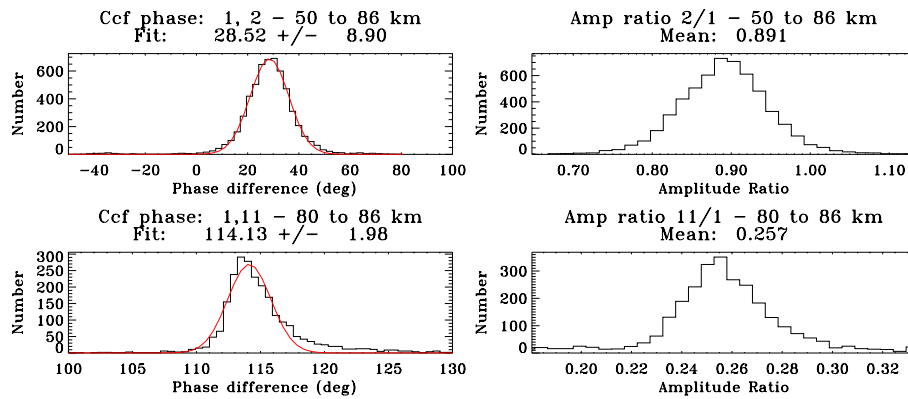 Ccf phase: 1, 2 - 50 to 86 km
Fit: 28.52 +/- 8.90
Number
600
400
200
0
-40 -20 0 20 40 60 80 100
Phase difference (deg)
Amp ratio 2/1 - 50 to 86 km
Mean: 0.891
Number
600
400
200
0
0.70 0.80 0.90 1.00 1.10
Amplitude Ratio
Ccf phase: 1,11 - 80 to 86 km
Fit: 114.13 +/- 1.98
Number
300
250
200
150
100
50
0
100 105 110 115 120 125 130
Phase difference (deg)
Amp ratio 11/1 - 80 to 86 km
Mean: 0.257
Number
300
200
100
0
0.20 0.22 0.24 0.26 0.28 0.30 0.32
Amplitude Ratio